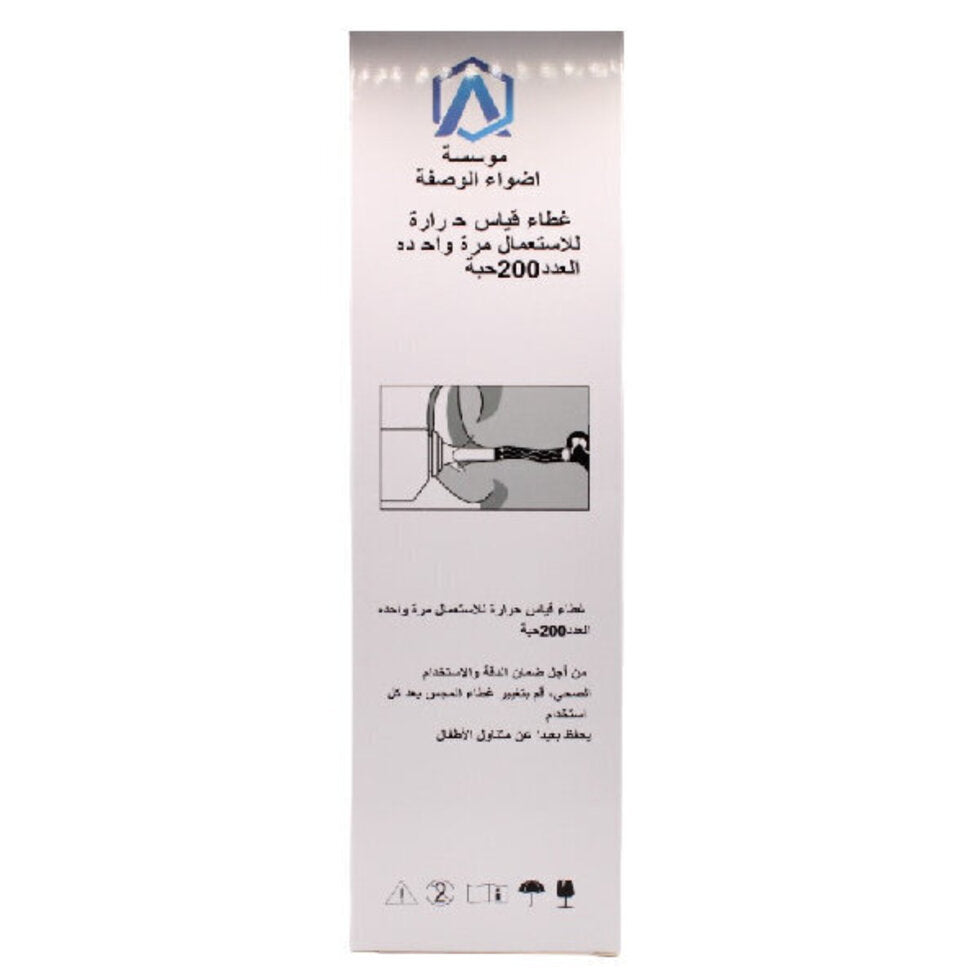 موسسة
اضواء الوصفة
غطاء قياس حرارة
للاستعمال مرة واحده
العدد200حبة
غطاء قياس حرارة للاستعمال مرة واحده
العدد200حبة
من أجل ضمان الدقة والاستخدام
الصحي، قم بتغيير غطاء المجس بعد كل
استخدام
يحفظ بعيدا عن متناول الأطفال
2